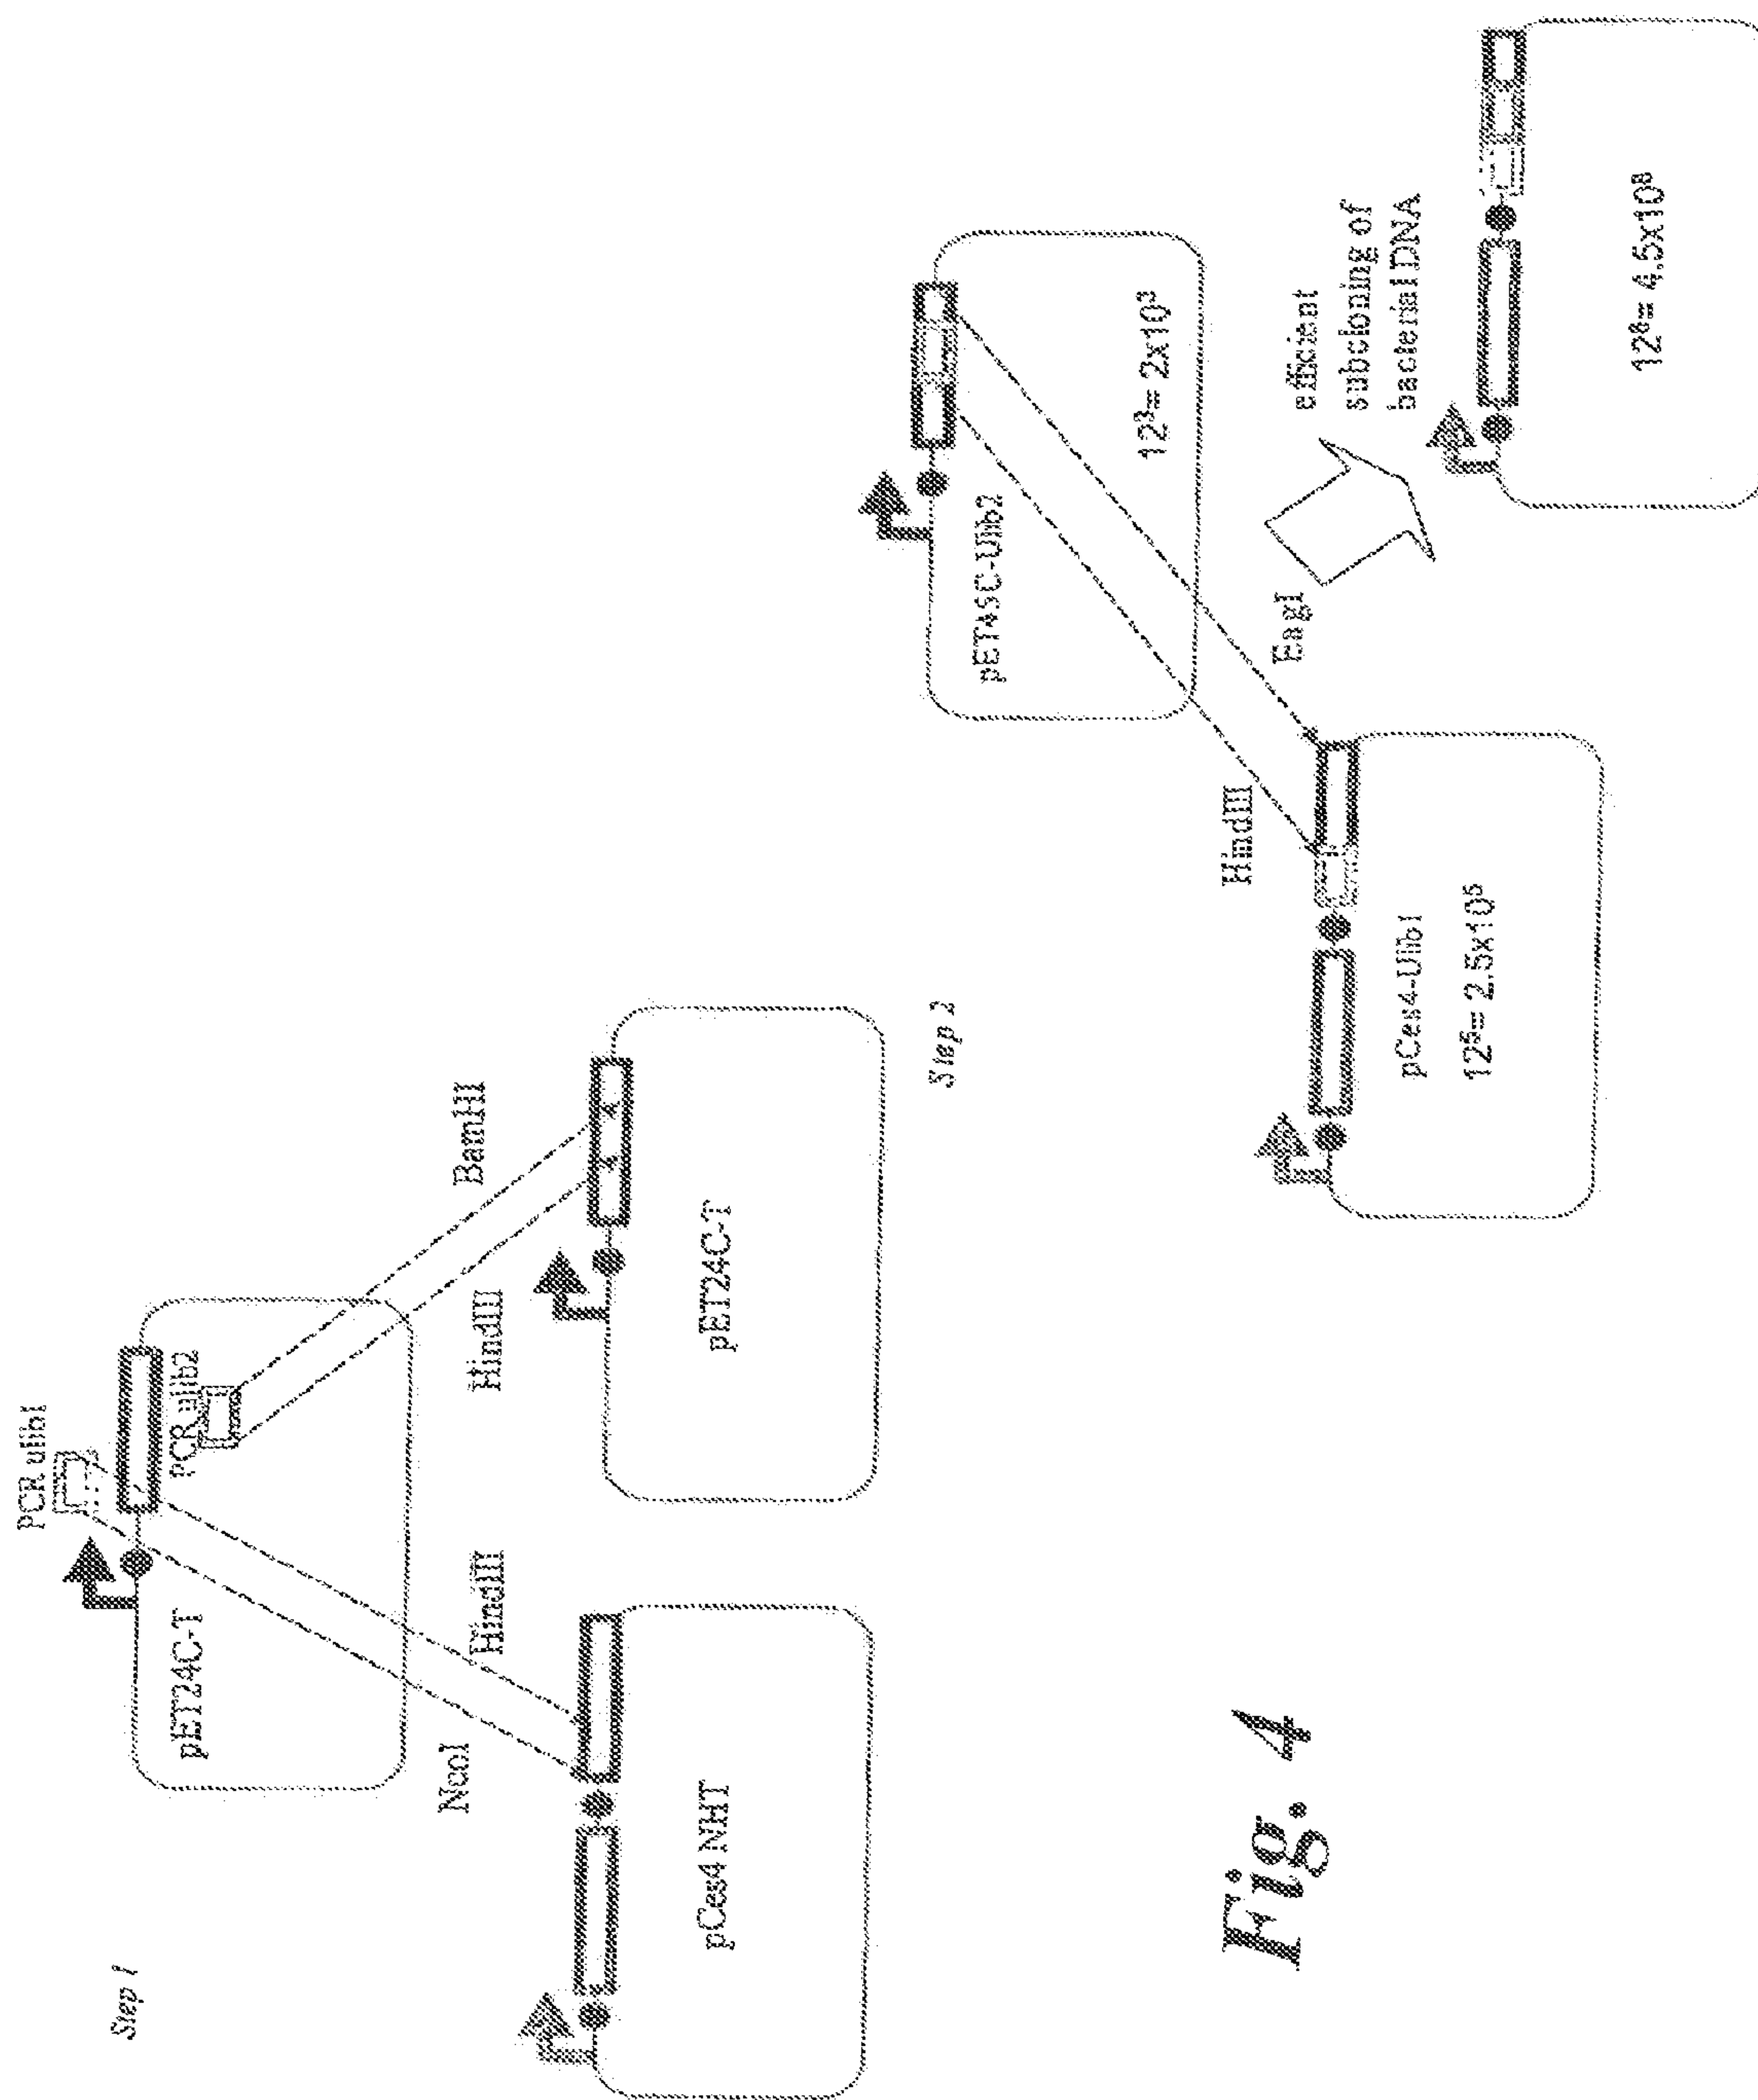 Step 1
PCR ulib1
pET24C-T
PCR ulib2
NcoI
HindIII
HindIII
BamHI
pCes4 NHT
pET24C-T
Step 2
pET45C-Ulib2
12³= 2x10³
HindIII
EagI
efficient
subcloning of
bacterial DNA
pCes4-Ulib1
12⁵= 2.5x10⁵
12⁸= 4.5x10⁸
Fig. 4